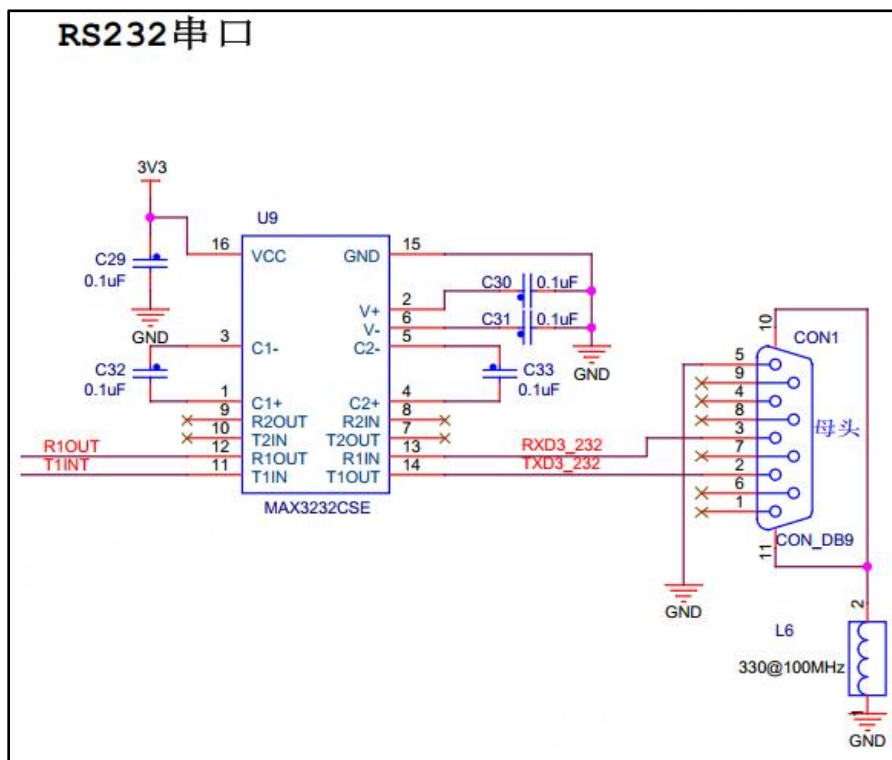 RS232串口
3V3
U9
16 VCC GND 15
C29
0.1uF
GND
C30 0.1uF
V+ 2
C31 0.1uF
V- 6
3 C1- C2- 5
GND
C32
0.1uF
C33
0.1uF
1 C1+ C2+ 4
9 R2OUT R2IN 8
10 T2IN T2OUT 7
R1OUT 12 R1OUT R1IN 13 RXD3_232
T1INT 11 T1IN T1OUT 14 TXD3_232
MAX3232CSE
10
CON1
5
9
4
8
3
母头
7
2
6
1
CON_DB9
11
GND
2
L6
330@100MHz
1
GND